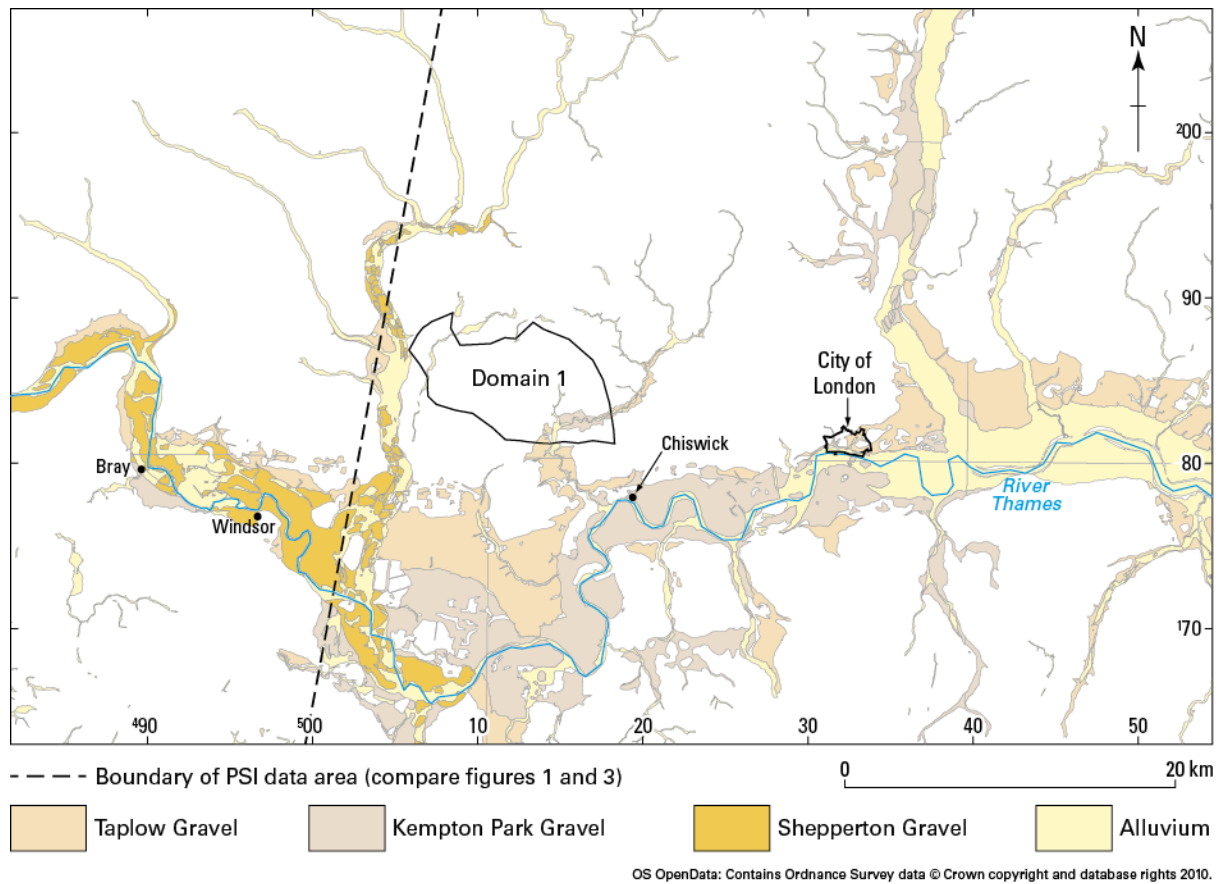 N
200
90
City of
London
Domain 1
Chiswick
Bray
80
River
Thames
Windsor
170
490
500
10
20
30
40
50
Boundary of PSI data area (compare figures 1 and 3)
0
20 km
Taplow Gravel
Kempton Park Gravel
Shepperton Gravel
Alluvium
OS OpenData: Contains Ordnance Survey data © Crown copyright and database rights 2010.